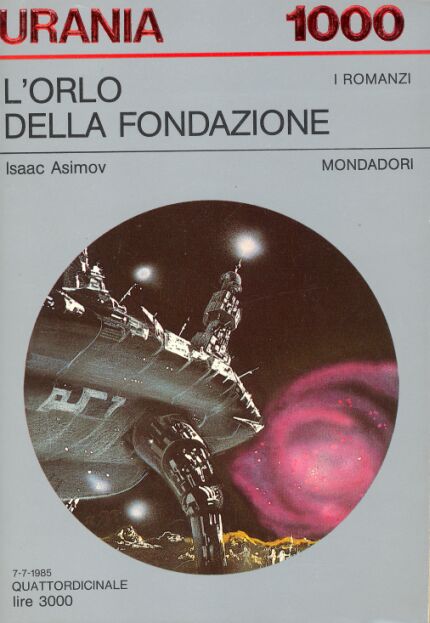 URANIA 1000
L'ORLO
DELLA FONDAZIONE
I ROMANZI
Isaac Asimov
MONDADORI
7-7-1985
QUATTORDICINALE
lire 3000